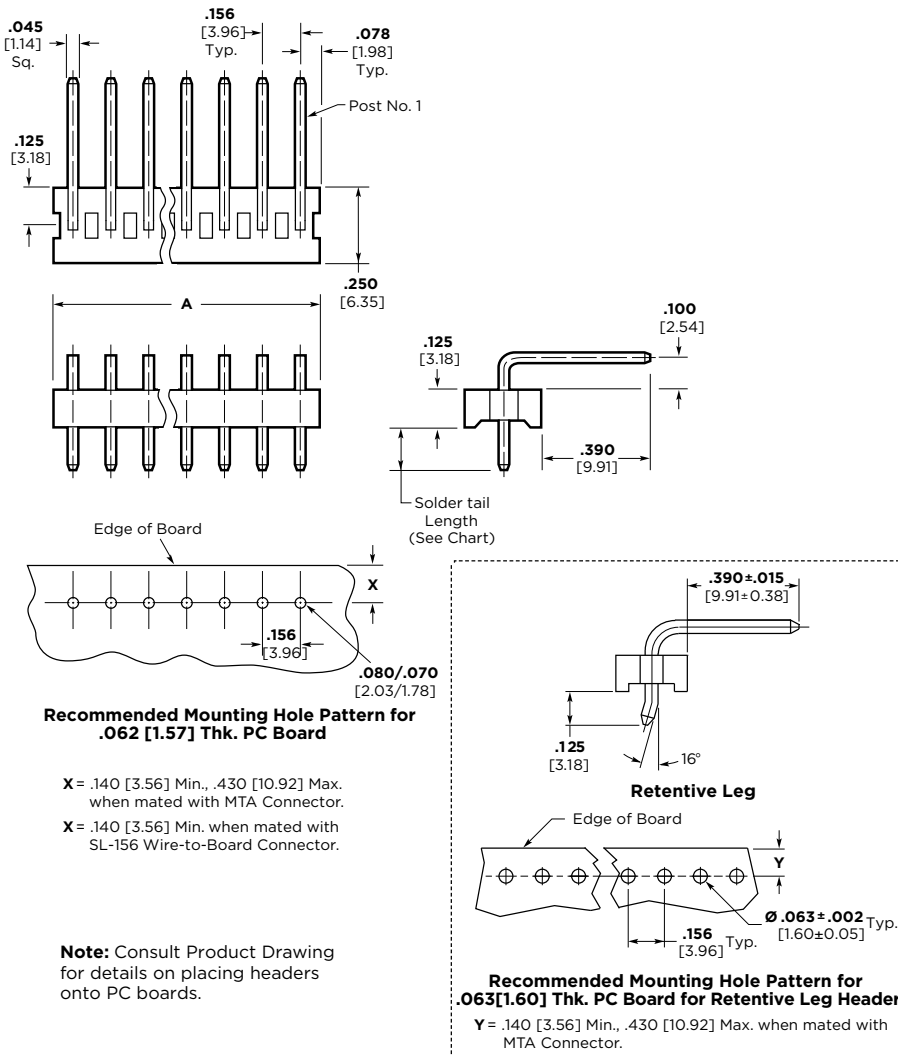 .045
[1.14]
Sq.
.156
[3.96]
Typ.
.078
[1.98]
Typ.
Post No. 1
.125
[3.18]
.250
[6.35]
A
.125
[3.18]
.100
[2.54]
.390
[9.91]
Solder tail
Length
(See Chart)
Edge of Board
X
.156
[3.96]
.080/.070
[2.03/1.78]
Recommended Mounting Hole Pattern for
.062 [1.57] Thk. PC Board
X = .140 [3.56] Min., .430 [10.92] Max.
when mated with MTA Connector.
X = .140 [3.56] Min. when mated with
SL-156 Wire-to-Board Connector.
Note: Consult Product Drawing
for details on placing headers
onto PC boards.
.390±.015
[9.91±0.38]
.125
[3.18]
16°
Retentive Leg
Edge of Board
Y
Ø .063±.002 Typ.
[1.60±0.05]
.156 Typ.
[3.96]
Recommended Mounting Hole Pattern for
.063[1.60] Thk. PC Board for Retentive Leg Header
Y = .140 [3.56] Min., .430 [10.92] Max. when mated with
MTA Connector.